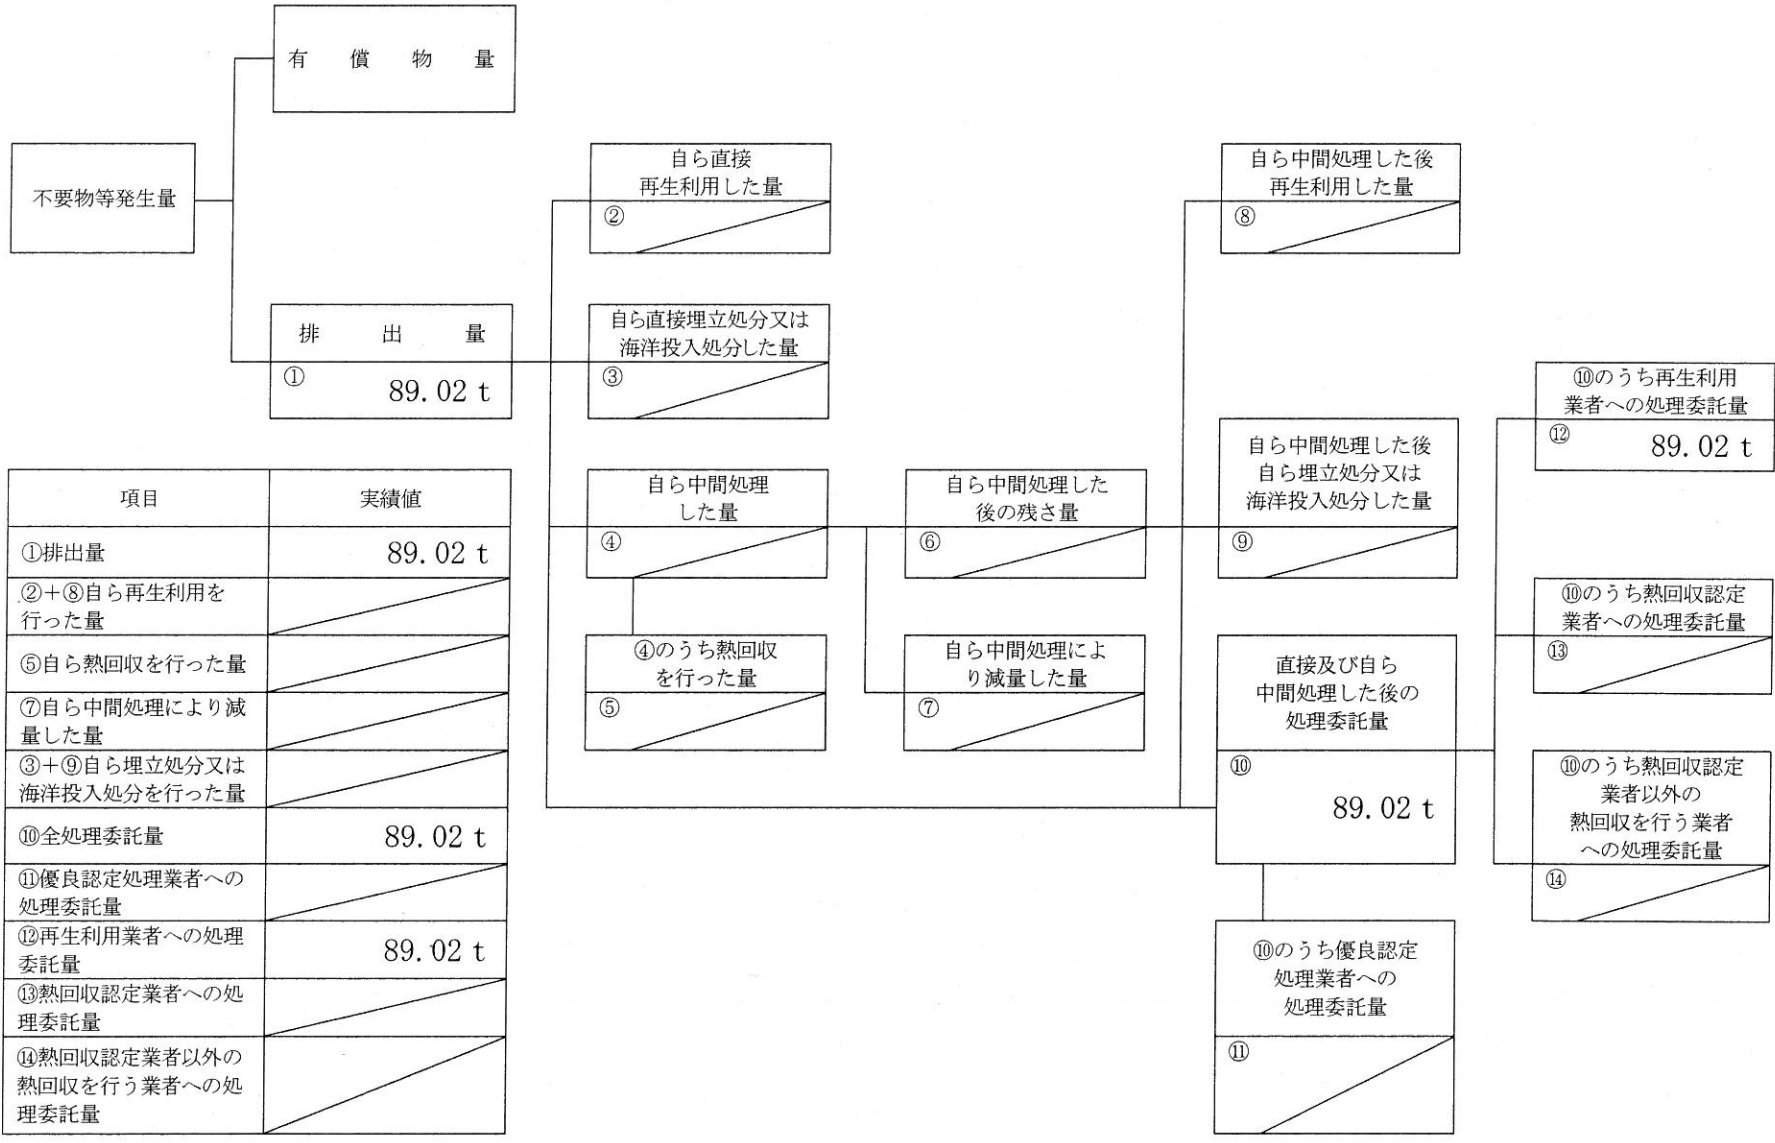 有償物量
不要物等発生量
排出量
①
89.02 t
自ら直接
再生利用した量
②
自ら直接埋立処分又は
海洋投入処分した量
③
自ら中間処理
した量
④
④のうち熱回収
を行った量
⑤
自ら中間処理した
後の残さ量
⑥
自ら中間処理によ
り減量した量
⑦
自ら中間処理した後
再生利用した量
⑧
自ら中間処理した後
自ら埋立処分又は
海洋投入処分した量
⑨
直接及び自ら
中間処理した後の
処理委託量
⑩
89.02 t
⑩のうち優良認定
処理業者への
処理委託量
⑪
⑩のうち再生利用
業者への処理委託量
⑫
89.02 t
⑩のうち熱回収認定
業者への処理委託量
⑬
⑩のうち熱回収認定
業者以外の
熱回収を行う業者
への処理委託量
⑭
項目 実績値
①排出量 89.02 t
②+⑧自ら再生利用を
行った量
⑤自ら熱回収を行った量
⑦自ら中間処理により減
量した量
③+⑨自ら埋立処分又は
海洋投入処分を行った量
⑩全処理委託量 89.02 t
⑪優良認定処理業者への
処理委託量
⑫再生利用業者への処理
委託量 89.02 t
⑬熱回収認定業者への処
理委託量
⑭熱回収認定業者以外の
熱回収を行う業者への処
理委託量